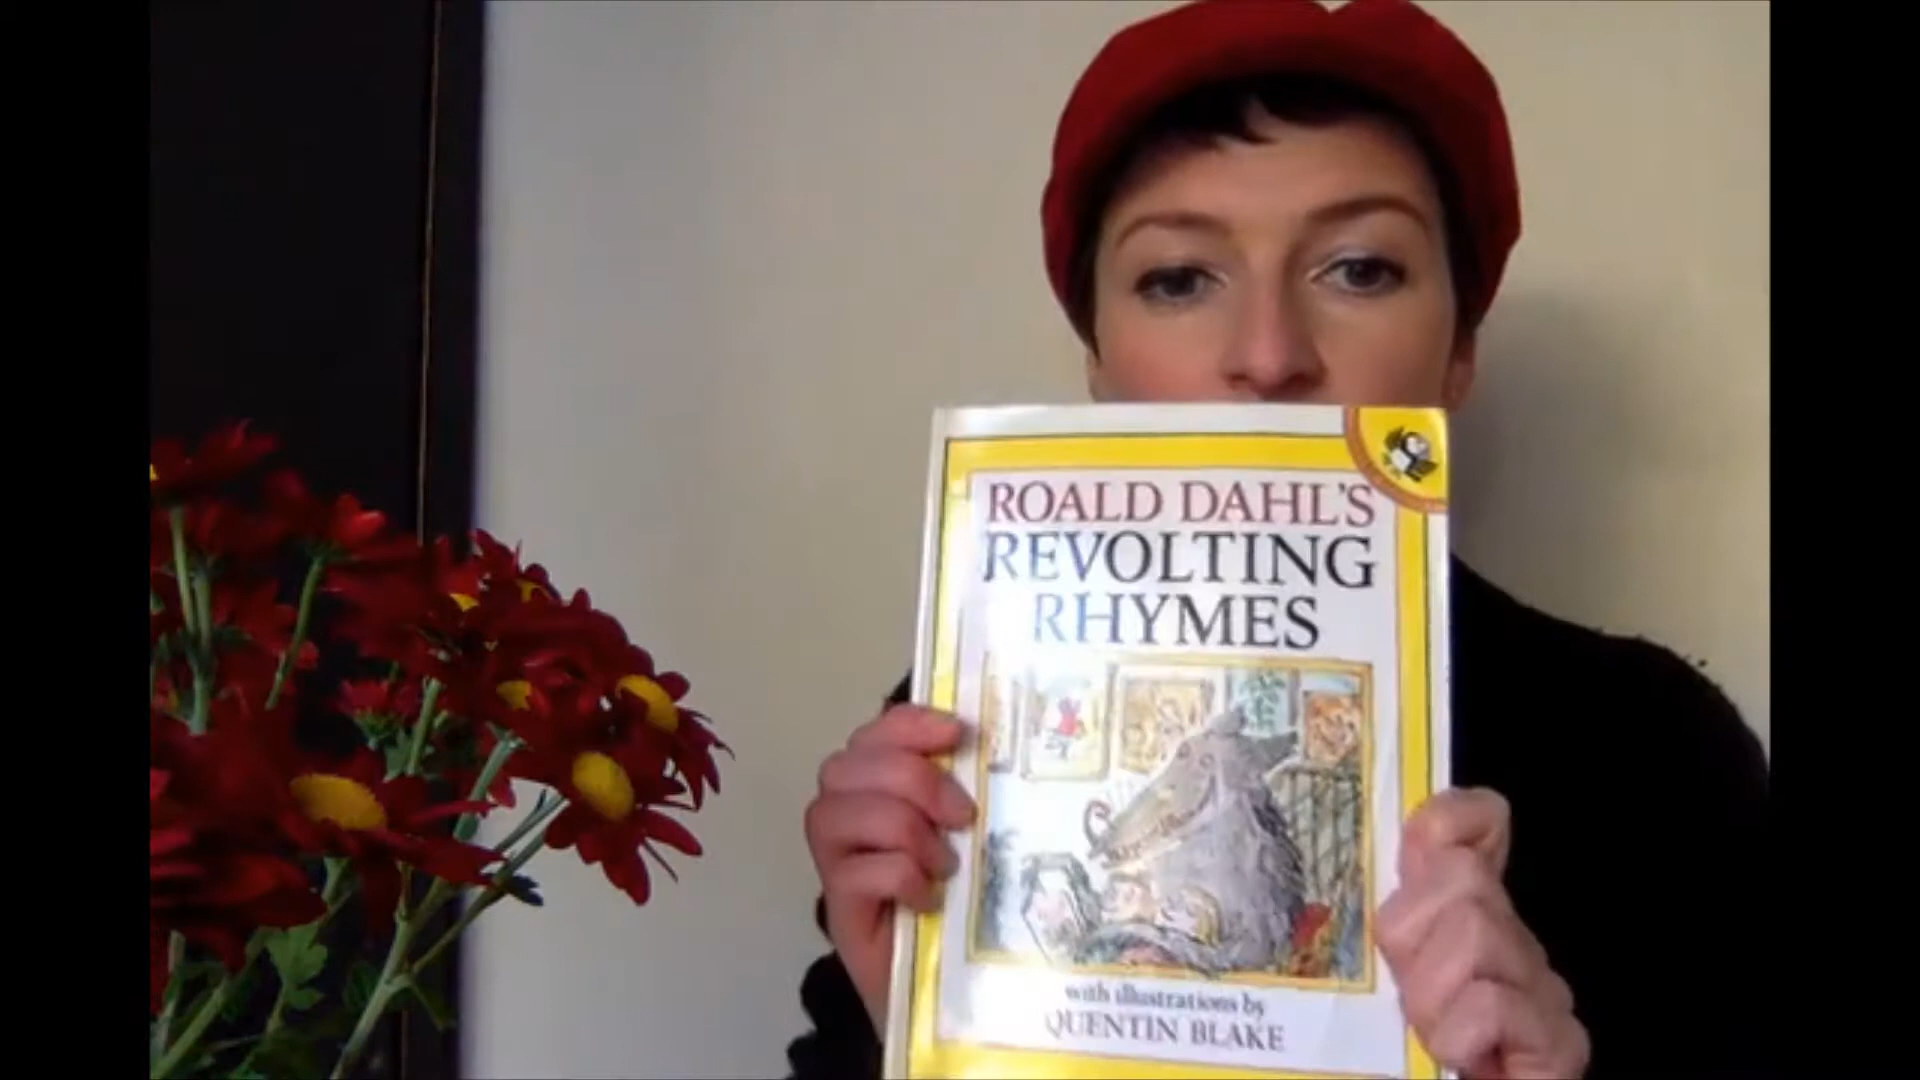 ROALD DAHL'S
REVOLTING
RHYMES
with illustrations by
QUENTIN BLAKE